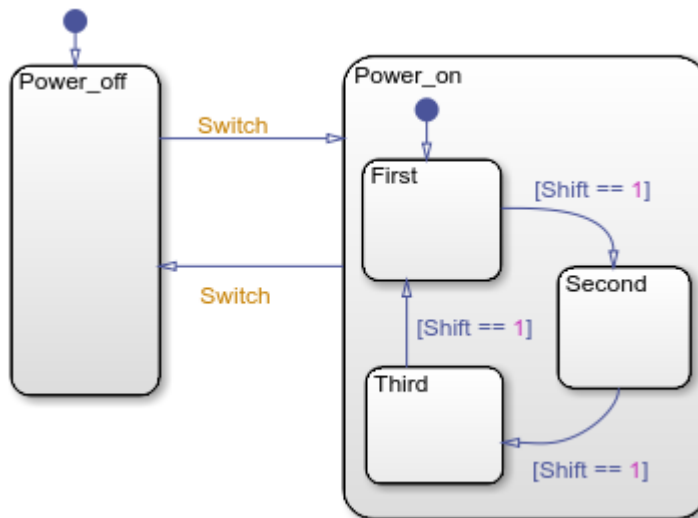 Power_off
Switch
Switch
Power_on
First
[Shift == 1]
Second
[Shift == 1]
Third
[Shift == 1]